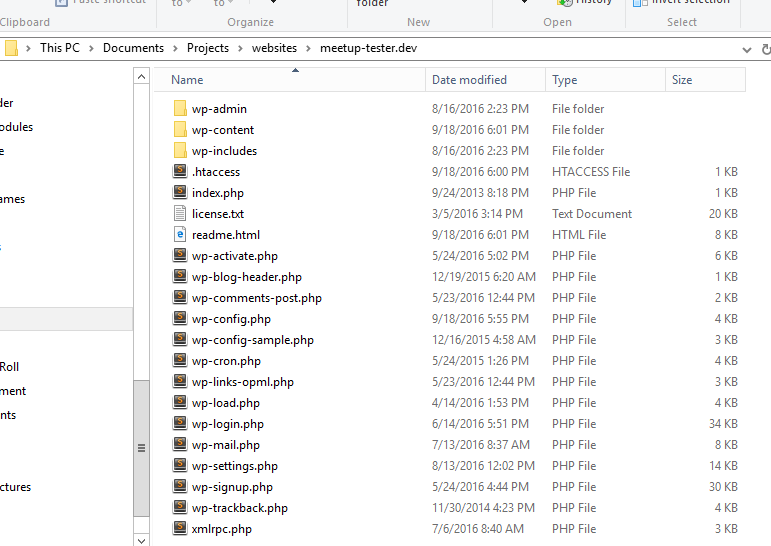 Paste shortcut to to folder History Invert selection
Clipboard Organize New Open Select
This PC Documents Projects websites meetup-tester.dev
Name Date modified Type Size
der
odules
e
ames
s
Roll
ment
nts
ctures
wp-admin 8/16/2016 2:23 PM File folder
wp-content 9/18/2016 6:01 PM File folder
wp-includes 8/16/2016 2:23 PM File folder
.htaccess 9/18/2016 6:00 PM HTACCESS File 1 KB
index.php 9/24/2013 8:18 PM PHP File 1 KB
license.txt 3/5/2016 3:14 PM Text Document 20 KB
readme.html 9/18/2016 6:01 PM HTML File 8 KB
wp-activate.php 5/24/2016 5:02 PM PHP File 6 KB
wp-blog-header.php 12/19/2015 6:20 AM PHP File 1 KB
wp-comments-post.php 5/23/2016 12:44 PM PHP File 2 KB
wp-config.php 9/18/2016 5:55 PM PHP File 4 KB
wp-config-sample.php 12/16/2015 4:58 AM PHP File 3 KB
wp-cron.php 5/24/2015 1:26 PM PHP File 4 KB
wp-links-opml.php 5/23/2016 12:44 PM PHP File 3 KB
wp-load.php 4/14/2016 1:53 PM PHP File 4 KB
wp-login.php 6/14/2016 5:51 PM PHP File 34 KB
wp-mail.php 7/13/2016 8:37 AM PHP File 8 KB
wp-settings.php 8/13/2016 12:02 PM PHP File 14 KB
wp-signup.php 5/24/2016 4:44 PM PHP File 30 KB
wp-trackback.php 11/30/2014 4:23 PM PHP File 4 KB
xmlrpc.php 7/6/2016 8:40 AM PHP File 3 KB